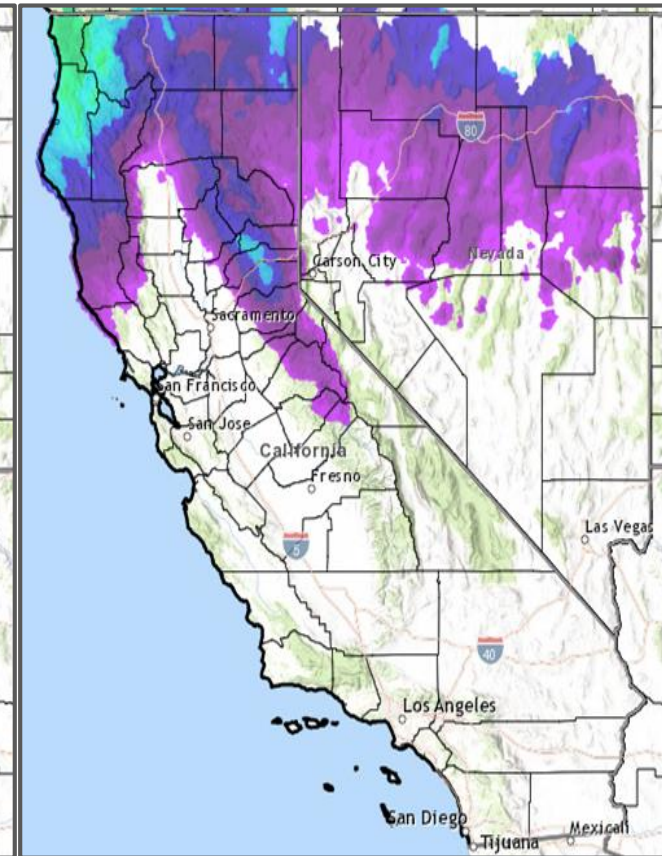 80
Carson City
Nevada
Sacramento
San Francisco
San Jose
California
Fresno
5
Las Vegas
40
Los Angeles
San Diego
Tijuana
Mexicali